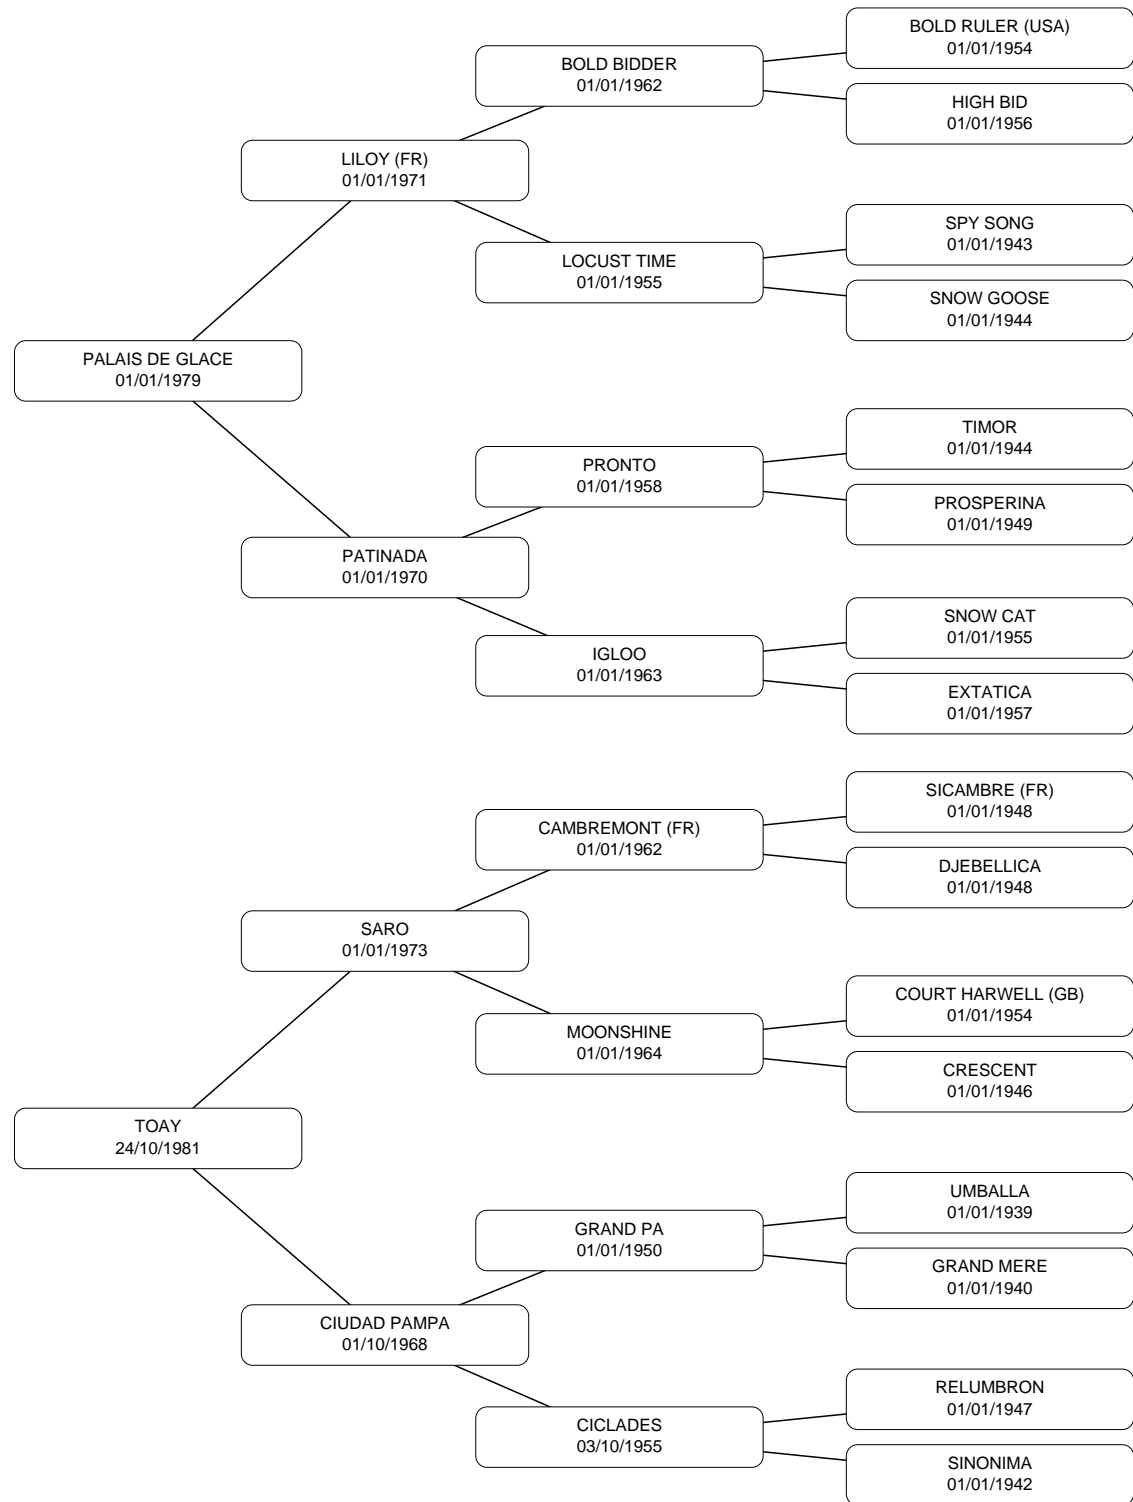 BOLD RULER (USA)
01/01/1954
BOLD BIDDER
01/01/1962
HIGH BID
01/01/1956
LILOY (FR)
01/01/1971
SPY SONG
01/01/1943
LOCUST TIME
01/01/1955
SNOW GOOSE
01/01/1944
PALAIS DE GLACE
01/01/1979
TIMOR
01/01/1944
PRONTO
01/01/1958
PROSPERINA
01/01/1949
PATINADA
01/01/1970
SNOW CAT
01/01/1955
IGLOO
01/01/1963
EXTATICA
01/01/1957
SICAMBRE (FR)
01/01/1948
CAMBREMONT (FR)
01/01/1962
DJEBELLICA
01/01/1948
SARO
01/01/1973
COURT HARWELL (GB)
01/01/1954
MOONSHINE
01/01/1964
CRESCENT
01/01/1946
TOAY
24/10/1981
UMBALLA
01/01/1939
GRAND PA
01/01/1950
GRAND MERE
01/01/1940
CIUDAD PAMPA
01/10/1968
RELUMBRON
01/01/1947
CICLADES
03/10/1955
SINONIMA
01/01/1942